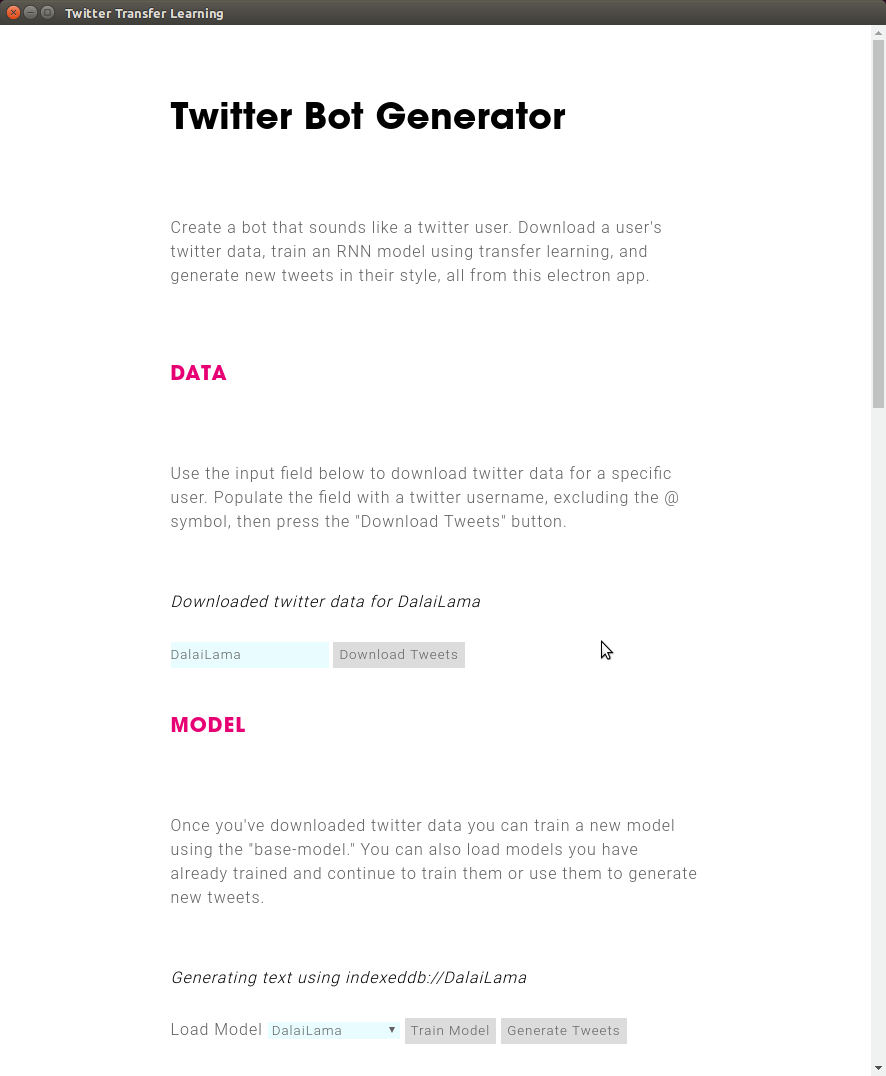 Twitter Transfer Learning
Twitter Bot Generator
Create a bot that sounds like a twitter user. Download a user's
twitter data, train an RNN model using transfer learning, and
generate new tweets in their style, all from this electron app.
DATA
Use the input field below to download twitter data for a specific
user. Populate the field with a twitter username, excluding the @
symbol, then press the "Download Tweets" button.
Downloaded twitter data for DalaiLama
DalaiLama Download Tweets
MODEL
Once you've downloaded twitter data you can train a new model
using the "base-model." You can also load models you have
already trained and continue to train them or use them to generate
new tweets.
Generating text using indexeddb://DalaiLama
Load Model DalaiLama Train Model Generate Tweets